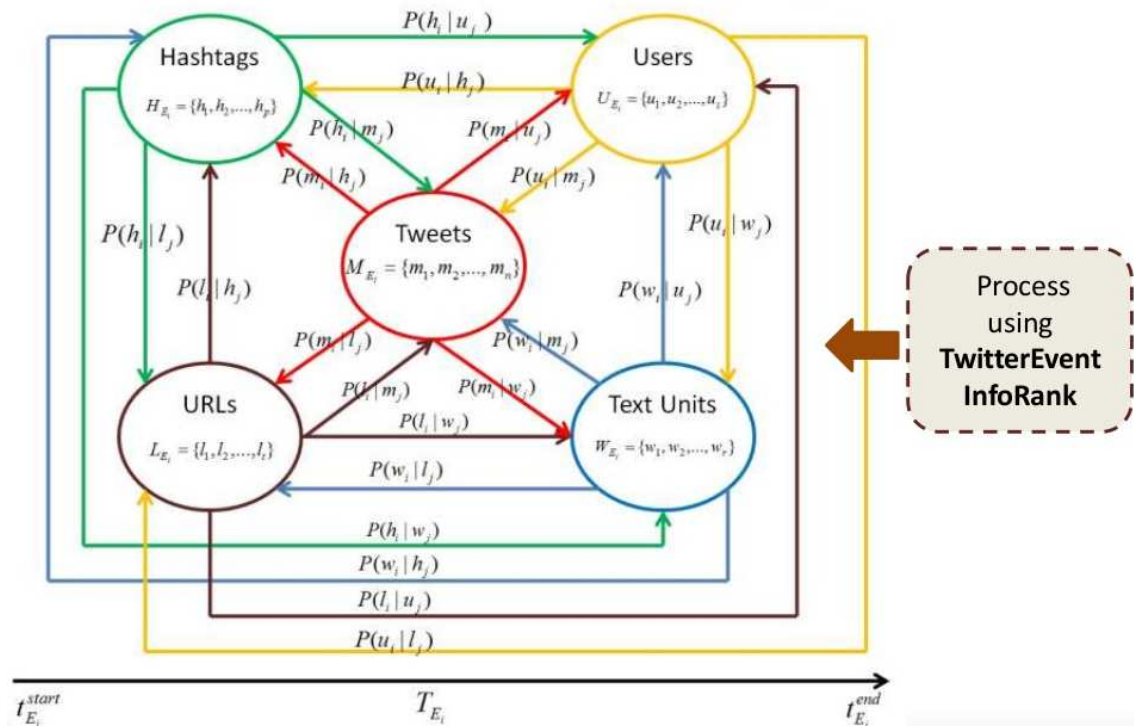 P(h_i | u_j)
Hashtags
H_{E_i} = {h_1, h_2, ..., h_p}
Users
U_{E_i} = {u_1, u_2, ..., u_s}
P(u_i | h_j)
P(h_i | m_j)
P(m_i | u_j)
P(m_i | h_j)
P(u_i | m_j)
P(h_i | l_j)
Tweets
M_{E_i} = {m_1, m_2, ..., m_n}
P(u_i | w_j)
P(l_i | h_j)
P(w_i | u_j)
Process
using
TwitterEvent
InfoRank
P(m_i | l_j)
P(w_i | m_j)
P(l_i | m_j)
P(m_i | w_j)
URLs
L_{E_i} = {l_1, l_2, ..., l_t}
P(l_i | w_j)
Text Units
W_{E_i} = {w_1, w_2, ..., w_r}
P(w_i | l_j)
P(h_i | w_j)
P(w_i | h_j)
P(l_i | u_j)
P(u_i | l_j)
t_{E_i}^{start}
T_{E_i}
t_{E_i}^{end}